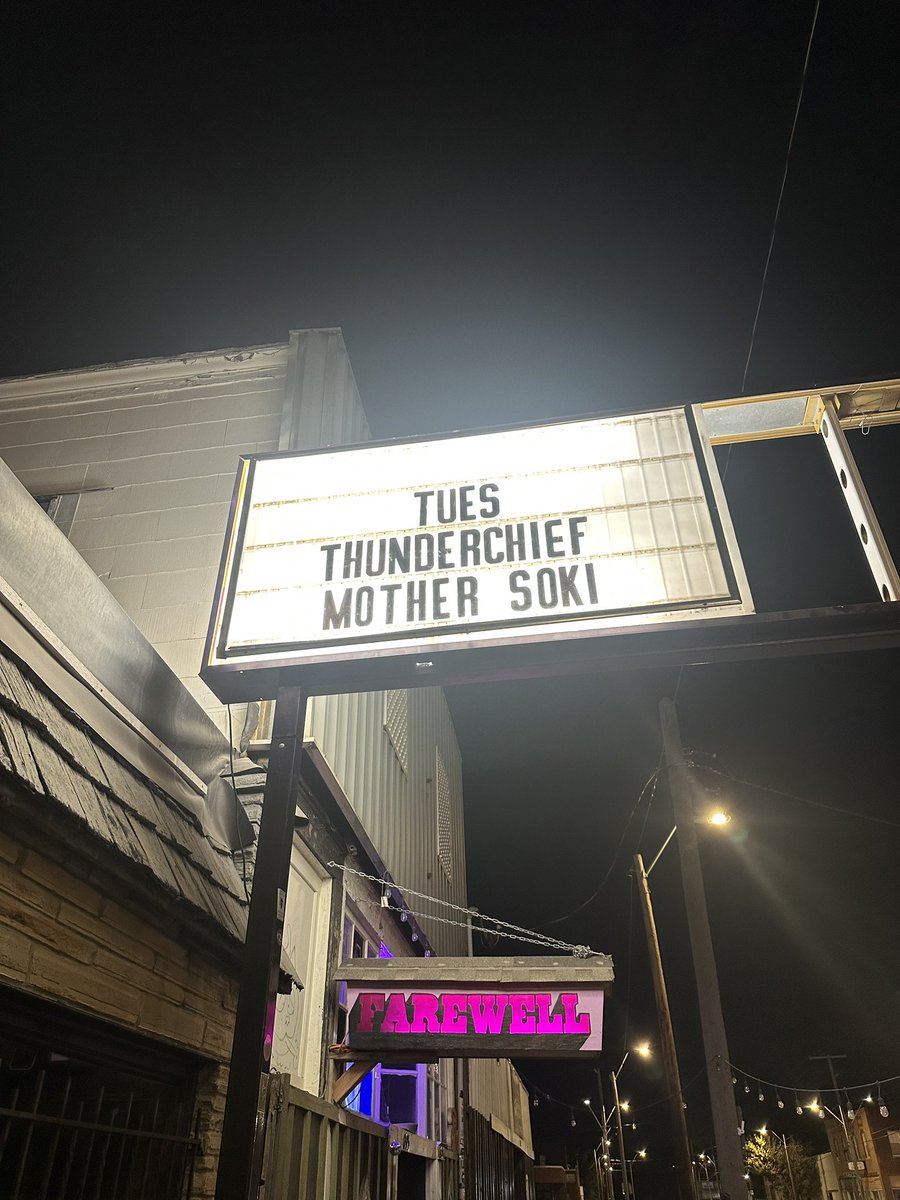 TUES
THUNDERCHIEF
MOTHER SOKI
FAREWELL